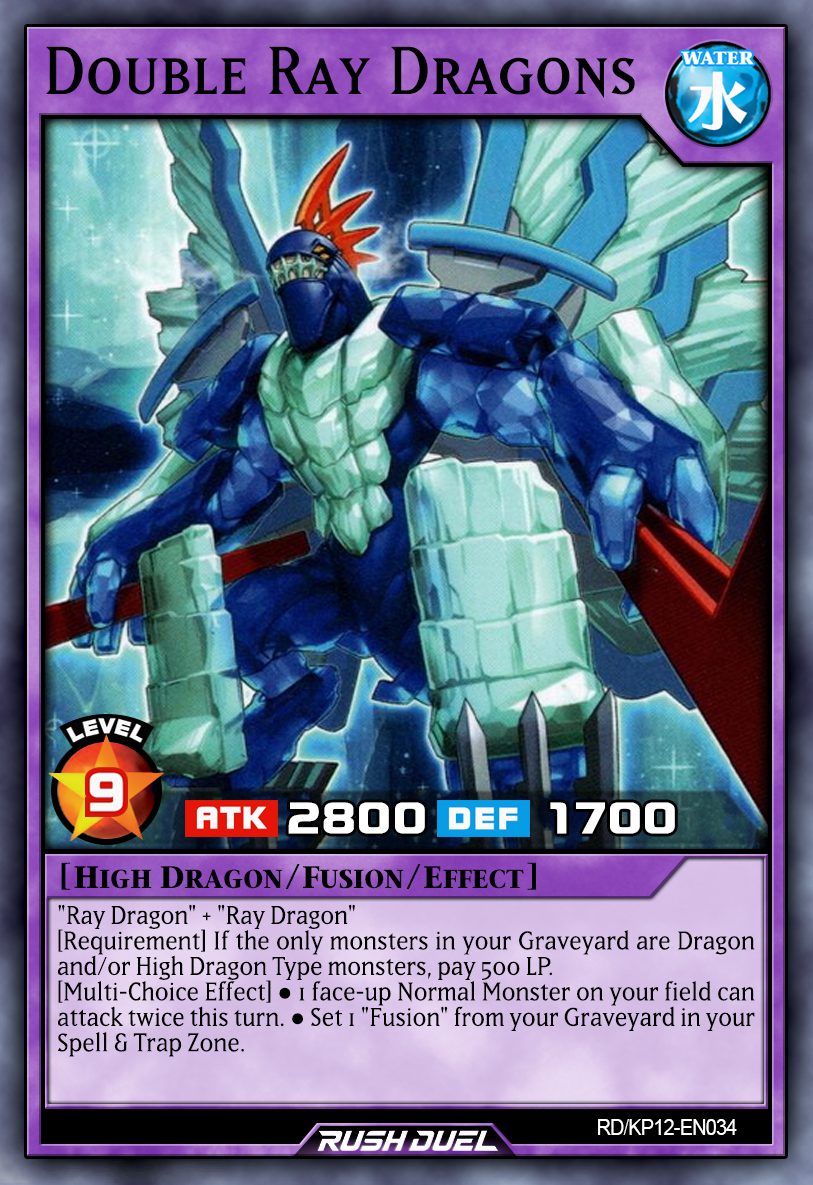 DOUBLE RAY DRAGONS
WATER
水
LEVEL
9
ATK 2800 DEF 1700
[HIGH DRAGON/FUSION/EFFECT]
"Ray Dragon" + "Ray Dragon"
[Requirement] If the only monsters in your Graveyard are Dragon
and/or High Dragon Type monsters, pay 500 LP.
[Multi-Choice Effect] ● 1 face-up Normal Monster on your field can
attack twice this turn. ● Set 1 "Fusion" from your Graveyard in your
Spell & Trap Zone.
RD/KP12-EN034
RUSH DUEL